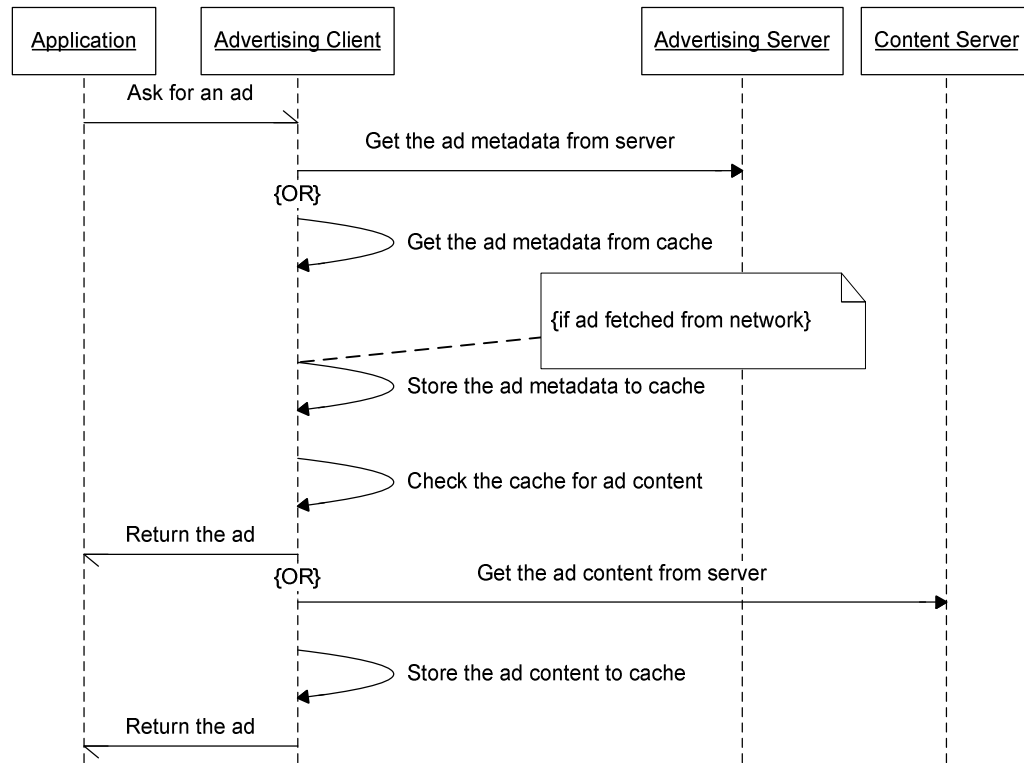 Application
Advertising Client
Advertising Server
Content Server
Ask for an ad
Get the ad metadata from server
{OR}
Get the ad metadata from cache
{if ad fetched from network}
Store the ad metadata to cache
Check the cache for ad content
Return the ad
{OR}
Get the ad content from server
Store the ad content to cache
Return the ad